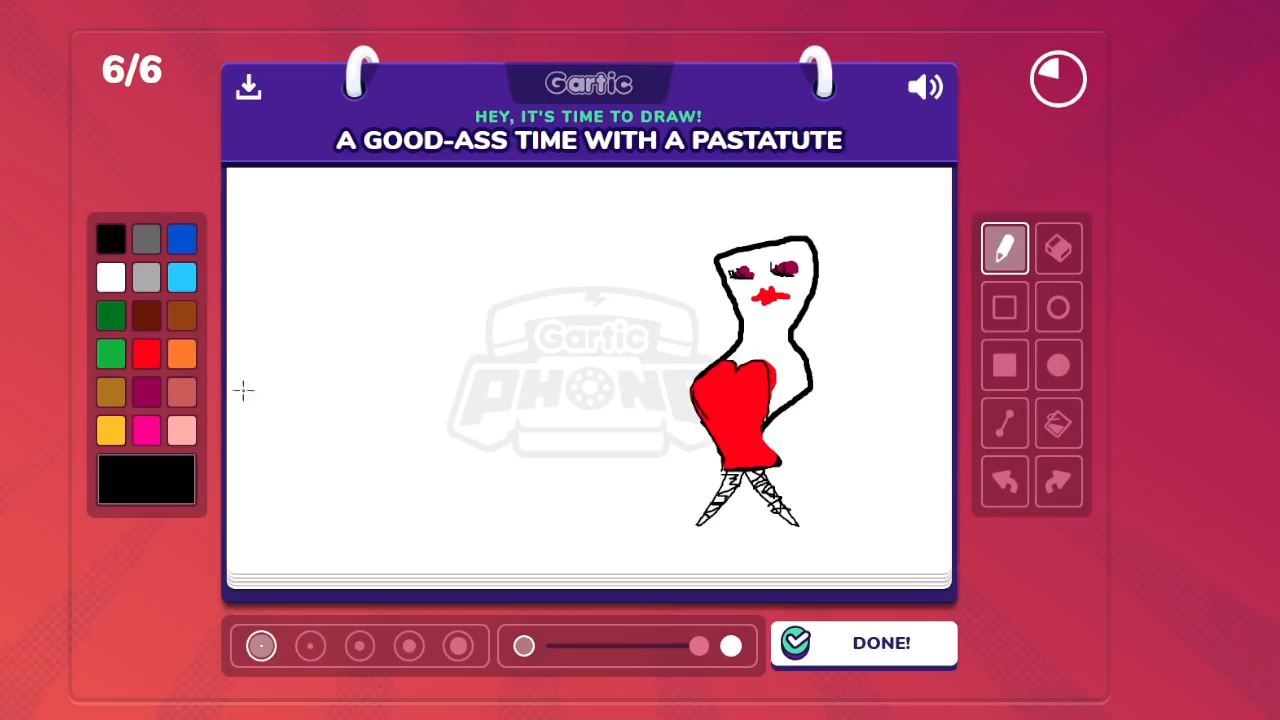 6/6
Gartic
HEY, IT'S TIME TO DRAW!
A GOOD-ASS TIME WITH A PASTATUTE
Gartic
PHONE
DONE!